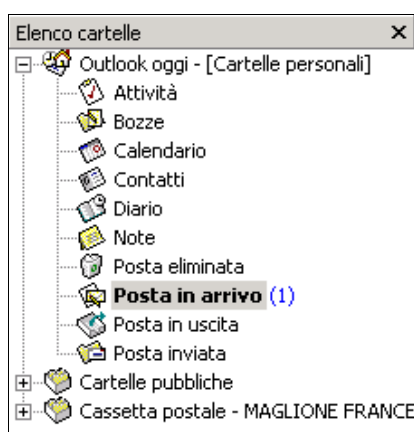 Elenco cartelle
Outlook oggi - [Cartelle personali]
Attività
Bozze
Calendario
Contatti
Diario
Note
Posta eliminata
Posta in arrivo (1)
Posta in uscita
Posta inviata
Cartelle pubbliche
Cassetta postale - MAGLIONE FRANCE